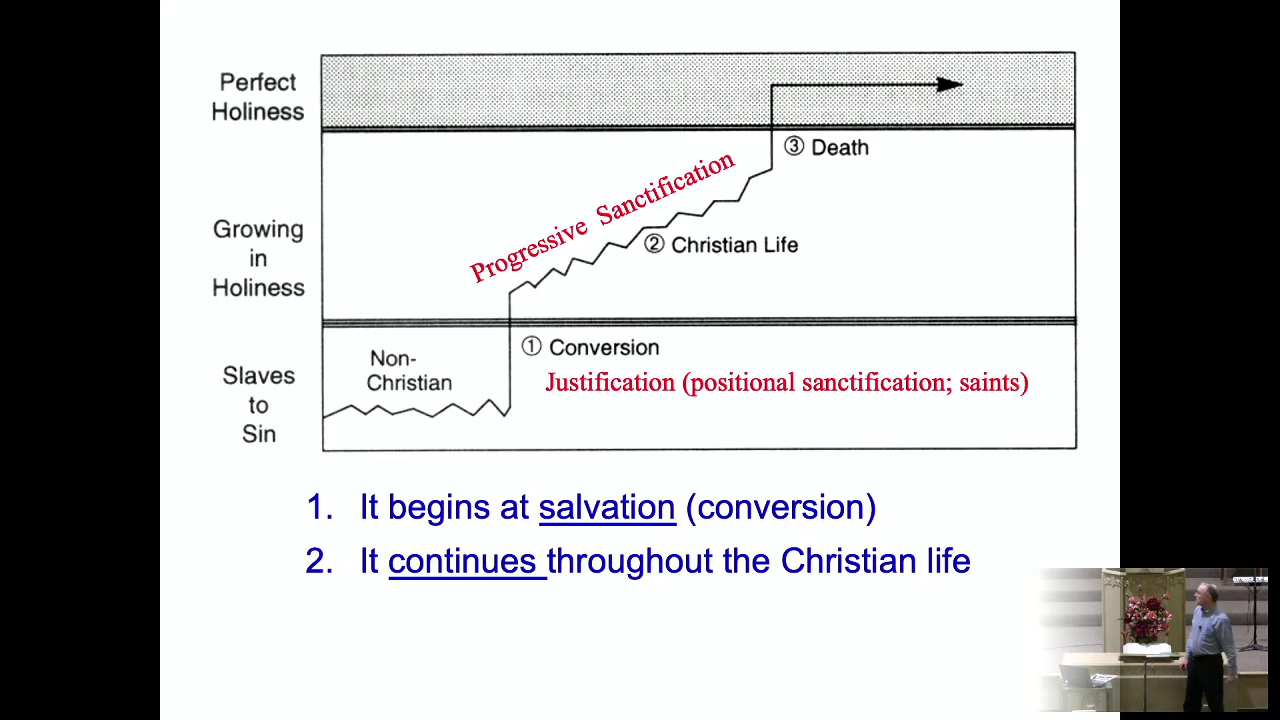 Perfect
Holiness
③ Death
Progressive Sanctification
Growing
in
Holiness
② Christian Life
① Conversion
Non-
Christian
Justification (positional sanctification; saints)
Slaves
to
Sin
1. It begins at salvation (conversion)
2. It continues throughout the Christian life